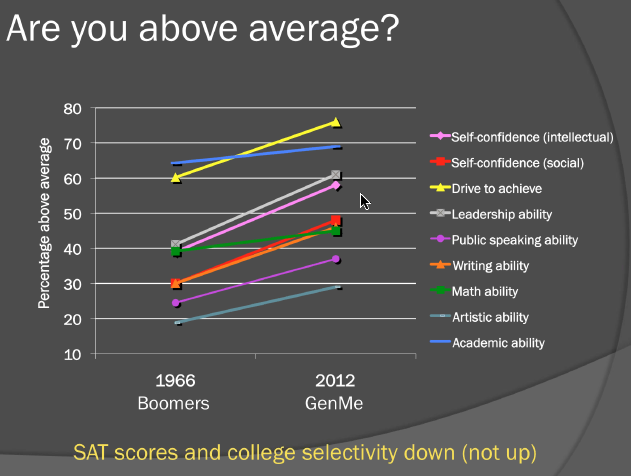 Are you above average?
80
70
60
50
40
30
20
10
Percentage above average
1966
Boomers
2012
GenMe
Self-confidence (intellectual)
Self-confidence (social)
Drive to achieve
Leadership ability
Public speaking ability
Writing ability
Math ability
Artistic ability
Academic ability
SAT scores and college selectivity down (not up)